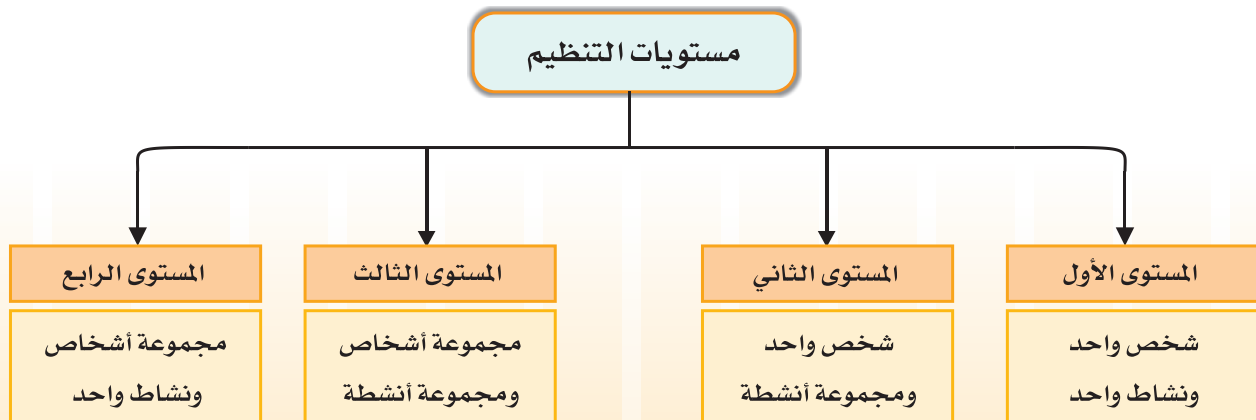 مستويات التنظيم
المستوى الأول
شخص واحد
ونشاط واحد
المستوى الثاني
شخص واحد
ومجموعة أنشطة
المستوى الثالث
مجموعة أشخاص
ومجموعة أنشطة
المستوى الرابع
مجموعة أشخاص
ونشاط واحد